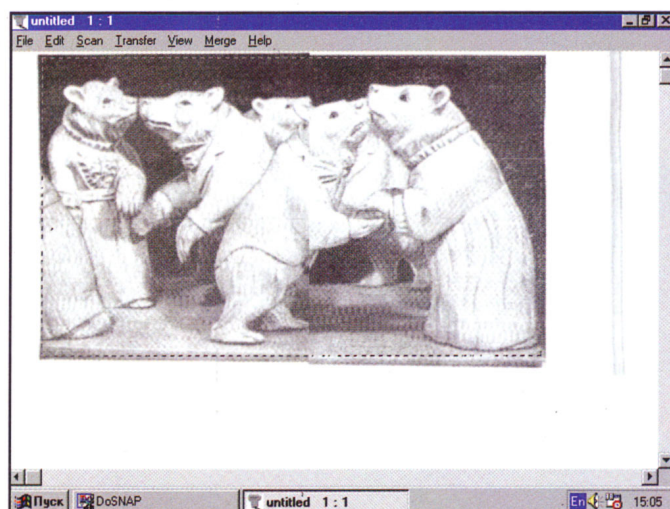 untitled 1 : 1
File Edit Scan Transfer View Merge Help
Пуск DoSNAP untitled 1 : 1 En 15:05